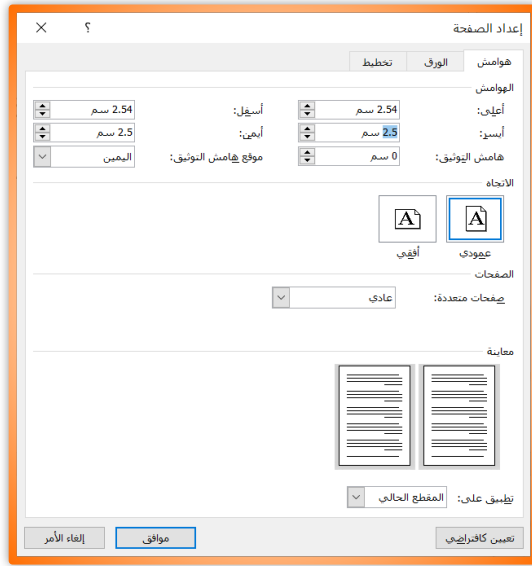 إعداد الصفحة ؟
هوامش الورق تخطيط
الهوامش
أعلى: 2.54 سم أسفل: 2.54 سم
أيسر: 2.5 سم أيمن: 2.5 سم
هامش التوثيق: 0 سم موقع هامش التوثيق: اليمين
الاتجاه
A A
عمودي أفقي
الصفحات
صفحات متعددة: عادي
معاينة
تطبيق على: المقطع الحالي
تعيين كافتراضي موافق إلغاء الأمر